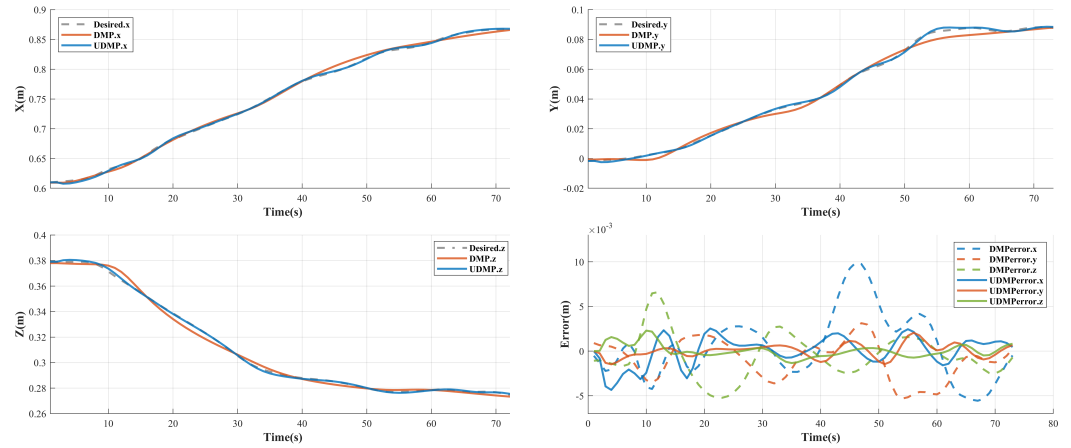 0.9
0.85
0.8
0.75
0.7
0.65
0.6
X(m)
Desired.x
DMP.x
UDMP.x
10 20 30 40 50 60 70
Time(s)
0.1
0.08
0.06
0.04
0.02
0
-0.02
Y(m)
Desired.y
DMP.y
UDMP.y
0 10 20 30 40 50 60 70
Time(s)
0.4
0.38
0.36
0.34
0.32
0.3
0.28
0.26
Z(m)
Desired.z
DMP.z
UDMP.z
10 20 30 40 50 60 70
Time(s)
×10⁻³
10
5
0
-5
Error(m)
DMPerror.x
DMPerror.y
DMPerror.z
UDMPerror.x
UDMPerror.y
UDMPerror.z
0 10 20 30 40 50 60 70 80
Time(s)